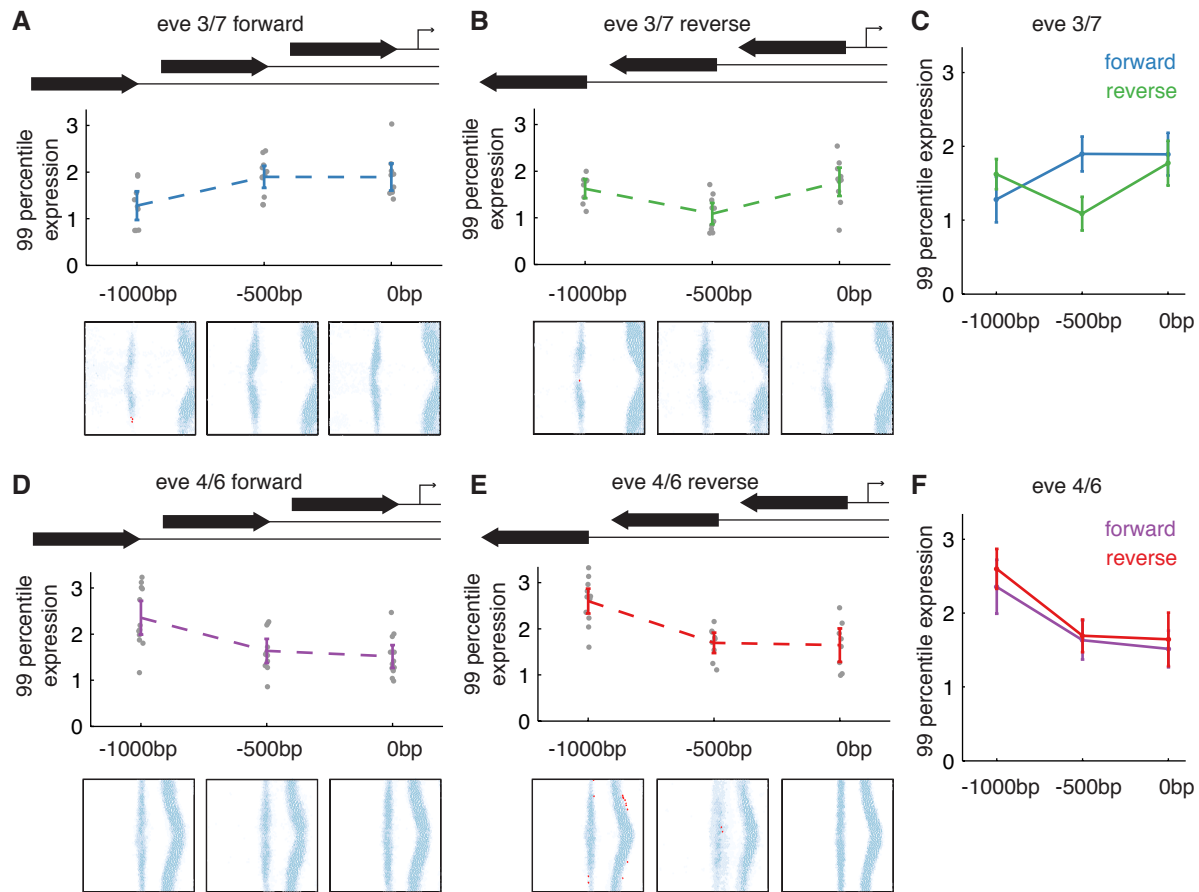 A
eve 3/7 forward
99 percentile
expression
3
2
1
0
-1000bp
-500bp
0bp
B
eve 3/7 reverse
99 percentile
expression
3
2
1
0
-1000bp
-500bp
0bp
C
eve 3/7
forward
reverse
99 percentile expression
3
2
1
0
-1000bp
-500bp
0bp
D
eve 4/6 forward
99 percentile
expression
3
2
1
0
-1000bp
-500bp
0bp
E
eve 4/6 reverse
99 percentile
expression
3
2
1
0
-1000bp
-500bp
0bp
F
eve 4/6
forward
reverse
99 percentile expression
3
2
1
0
-1000bp
-500bp
0bp